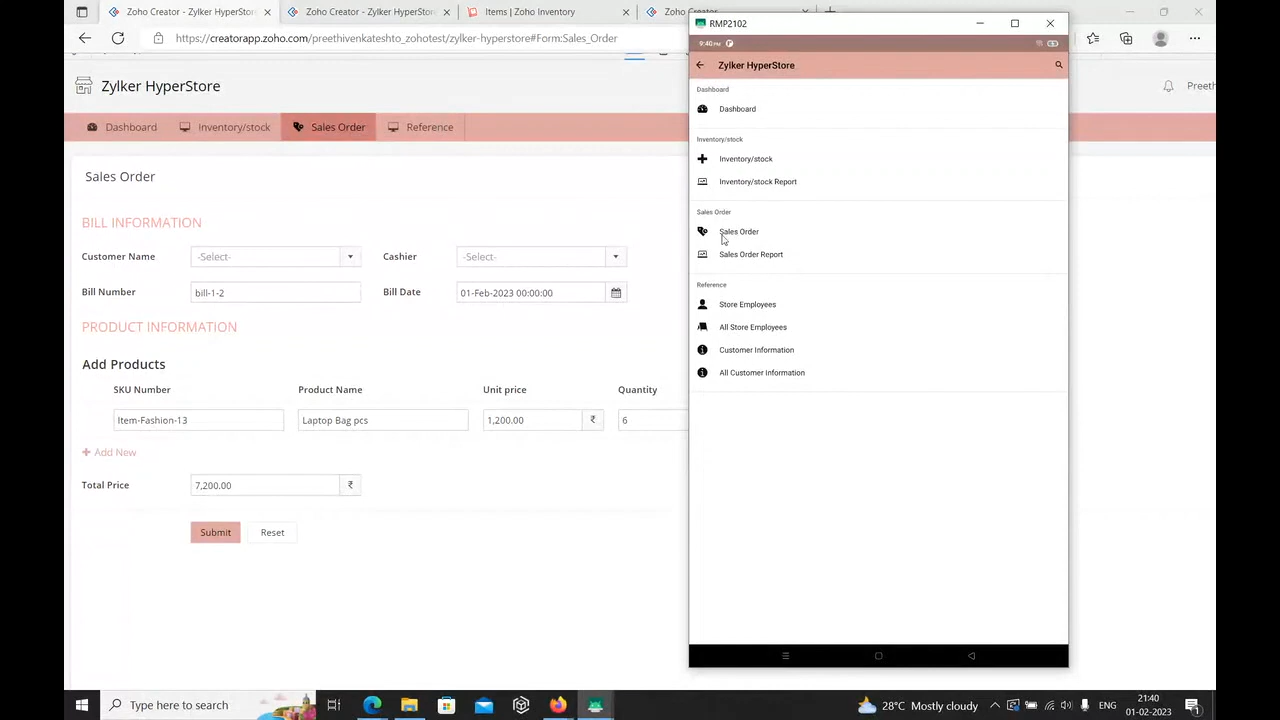 Zoho Creator - Zylker HyperStor
Zoho Creator - Zylker HyperStor
Items | Zoho Inventory
Zoho Creator
https://creatorapp.zoho.com/preethivenkateshto_zohotest/zylker-hyperstore#Form:Sales_Order
Zylker HyperStore
Preeth
Dashboard
Inventory/stock
Sales Order
Reference
Sales Order
BILL INFORMATION
Customer Name
-Select-
Cashier
-Select-
Bill Number
bill-1-2
Bill Date
01-Feb-2023 00:00:00
PRODUCT INFORMATION
Add Products
SKU Number
Product Name
Unit price
Quantity
Item-Fashion-13
Laptop Bag pcs
1,200.00
₹
6
+ Add New
Total Price
7,200.00
₹
Submit
Reset
RMP2102
9:40PM
Zylker HyperStore
Dashboard
Dashboard
Inventory/stock
Inventory/stock
Inventory/stock Report
Sales Order
Sales Order
Sales Order Report
Reference
Store Employees
All Store Employees
Customer Information
All Customer Information
Type here to search
28°C Mostly cloudy
ENG
21:40
01-02-2023